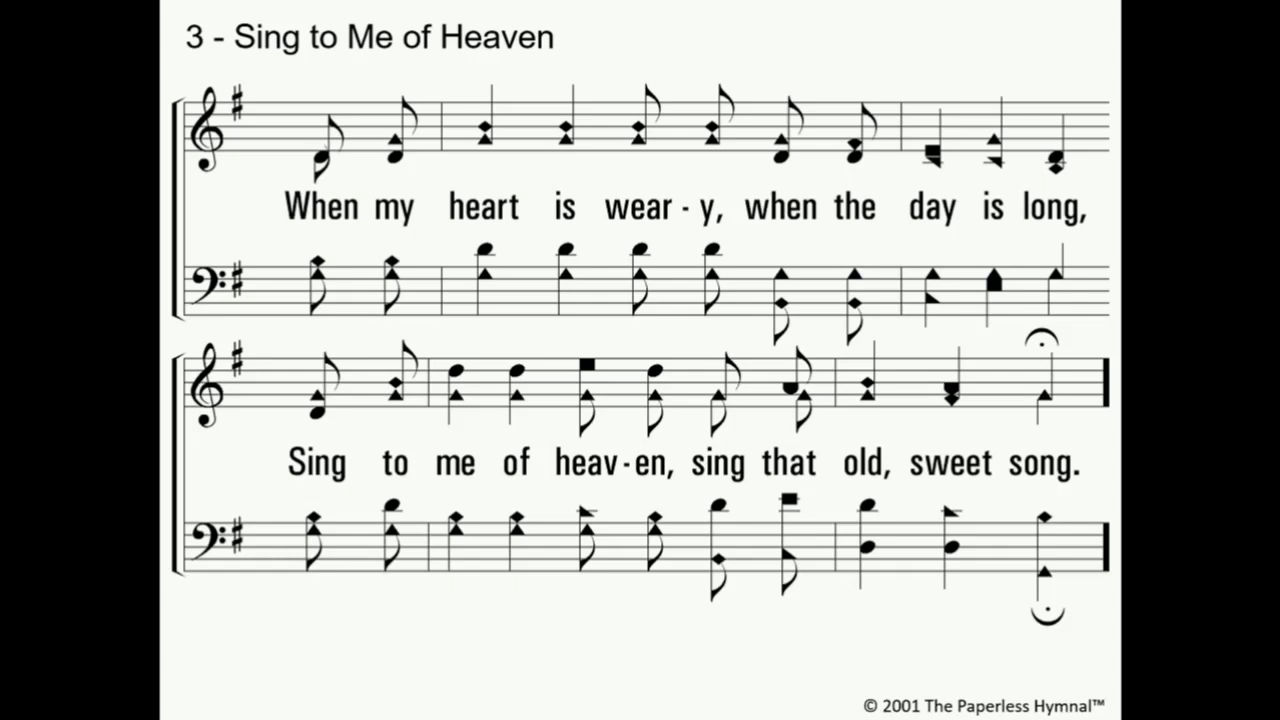 3 - Sing to Me of Heaven
When my heart is wear - y, when the day is long,
Sing to me of heav - en, sing that old, sweet song.
© 2001 The Paperless Hymnal™